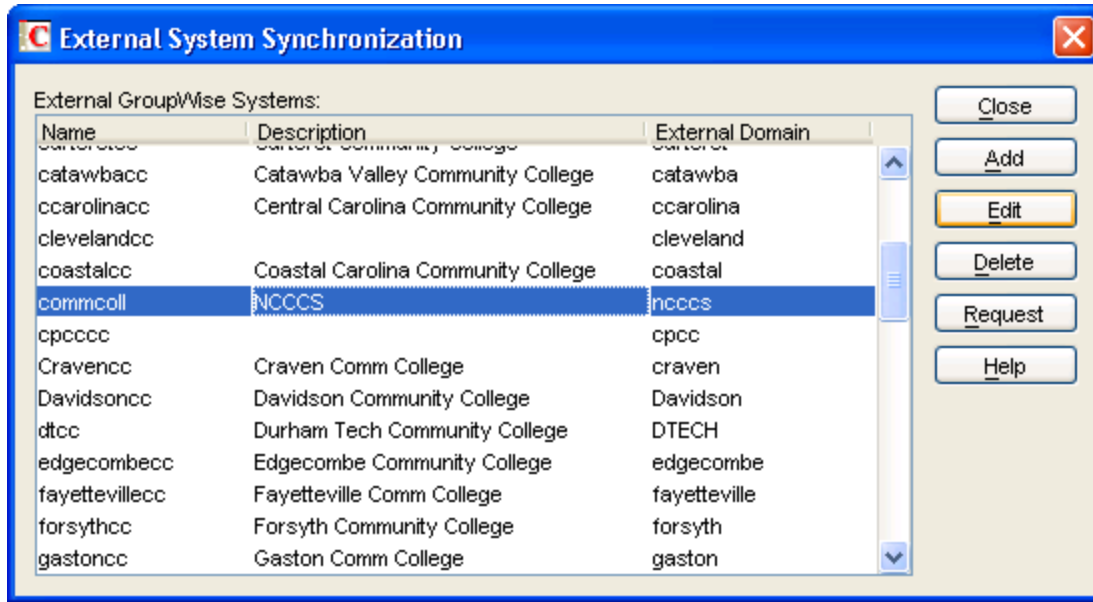 C External System Synchronization
External GroupWise Systems:
Name Description External Domain
catawbacc Catawba Valley Community College catawba
ccarolinacc Central Carolina Community College ccarolina
clevelandcc cleveland
coastalcc Coastal Carolina Community College coastal
commcoll NCCCS ncccs
cpcccc cpcc
Cravencc Craven Comm College craven
Davidsoncc Davidson Community College Davidson
dtcc Durham Tech Community College DTECH
edgecombecc Edgecombe Community College edgecombe
fayettevillecc Fayetteville Comm College fayetteville
forsythcc Forsyth Community College forsyth
gastoncc Gaston Comm College gaston
Close
Add
Edit
Delete
Request
Help